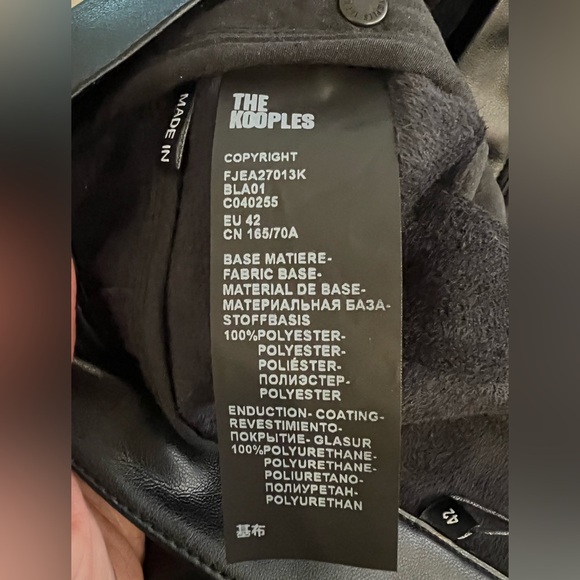 THE
KOOPLES
MADE IN
COPYRIGHT
FJEA27013K
BLA01
C040255
EU 42
CN 165/70A
BASE MATIERE-
FABRIC BASE-
MATERIAL DE BASE-
МАТЕРИАЛЬНАЯ БАЗА-
STOFFBASIS
100%POLYESTER-
POLYESTER-
POLIÉSTER-
ПОЛИЭСТЕР-
POLYESTER
ENDUCTION- COATING-
REVESTIMIENTO-
ПОКРЫТИЕ- GLASUR
100%POLYURETHANE-
POLYURETHANE-
POLIURETANO-
ПОЛИУРЕТАН-
POLYURETHAN
基布
42